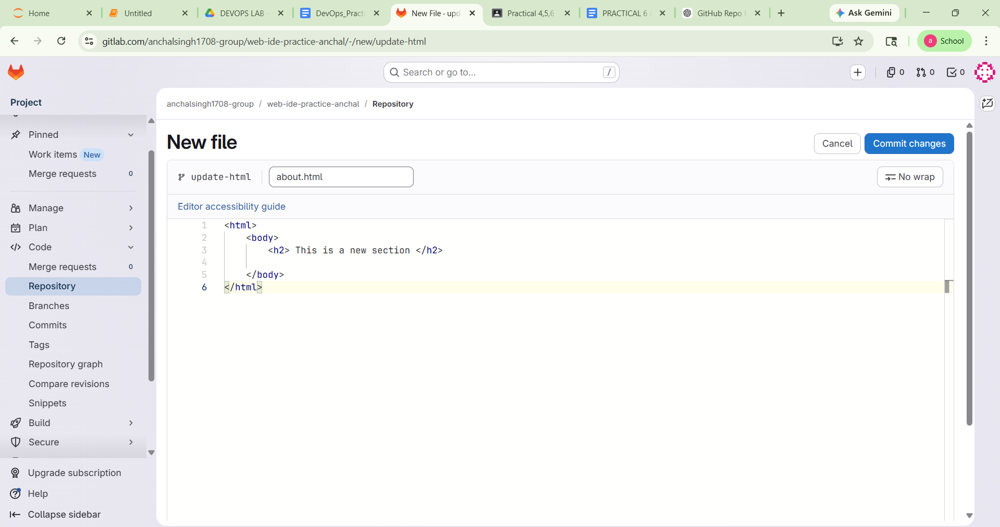 Home
Untitled
DEVOPS LAB -
DevOps_Practi
New File · upd
Practical 4,5,6
PRACTICAL 6
GitHub Repo
Ask Gemini
gitlab.com/anchalsingh1708-group/web-ide-practice-anchal/-/new/update-html
a School
Search or go to... /
0 0 0
Project
Pinned
Work items New
Merge requests 0
Manage
Plan
Code
Merge requests 0
Repository
Branches
Commits
Tags
Repository graph
Compare revisions
Snippets
Build
Secure
Upgrade subscription
Help
Collapse sidebar
anchalsingh1708-group / web-ide-practice-anchal / Repository
New file
Cancel Commit changes
update-html about.html No wrap
Editor accessibility guide
1 <html>
2 <body>
3 <h2> This is a new section </h2>
4
5 </body>
6 </html>